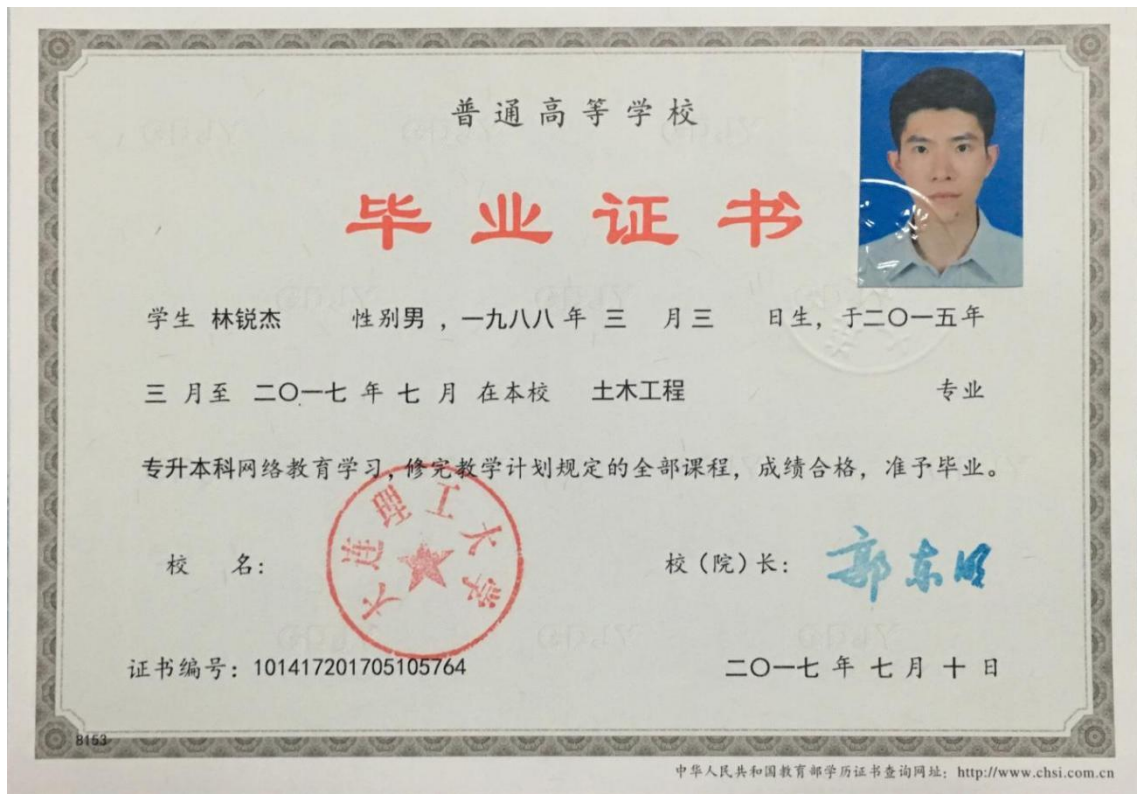 普通高等学校
毕业证书
学生 林锐杰 性别男，一九八八年 三 月三 日生，于二〇一五年
三 月至 二〇一七 年 七 月 在本校 土木工程 专业
专升本科网络教育学习，修完教学计划规定的全部课程，成绩合格，准予毕业。
大连理工大学
校 名： 校（院）长： 郭东明
证书编号：101417201705105764 二〇一七 年 七 月 十 日
8153
中华人民共和国教育部学历证书查询网址：http://www.chsi.com.cn